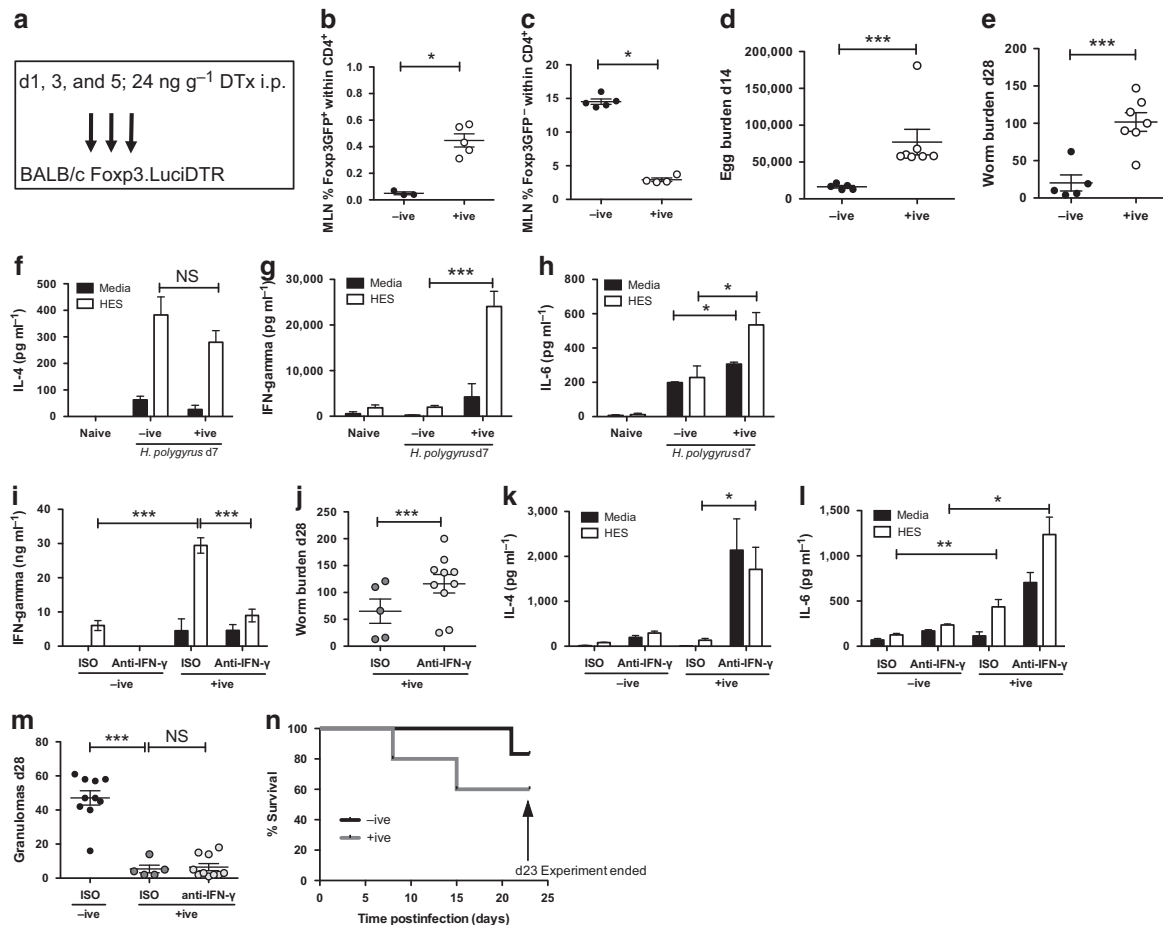 a
d1, 3, and 5; 24 ng g⁻¹ DTx i.p.
BALB/c Foxp3.LuciDTR
b
MLN % Foxp3GFP⁺ within CD4⁺
1.0
0.8
0.6
0.4
0.2
0.0
*
–ive
+ive
c
MLN % Foxp3GFP⁻ within CD4⁺
20
15
10
5
0
*
–ive
+ive
d
Egg burden d14
200,000
150,000
100,000
50,000
0
***
–ive
+ive
e
Worm burden d28
200
150
100
50
0
***
–ive
+ive
f
IL-4 (pg ml⁻¹)
500
400
300
200
100
0
Media
HES
NS
Naive
–ive
+ive
H. polygyrus d7
g
IFN-gamma (pg ml⁻¹)
30,000
20,000
10,000
0
Media
HES
***
Naive
–ive
+ive
H. polygyrus d7
h
IL-6 (pg ml⁻¹)
800
600
400
200
0
Media
HES
*
*
Naive
–ive
+ive
H. polygyrus d7
i
IFN-gamma (ng ml⁻¹)
40
30
20
10
0
***
***
ISO
Anti-IFN-γ
ISO
Anti-IFN-γ
–ive
+ive
j
Worm burden d28
250
200
150
100
50
0
***
ISO
Anti-IFN-γ
+ive
k
IL-4 (pg ml⁻¹)
3,000
2,000
1,000
0
Media
HES
*
ISO
Anti-IFN-γ
ISO
Anti-IFN-γ
–ive
+ive
l
IL-6 (pg ml⁻¹)
1,500
1,000
500
0
Media
HES
**
*
ISO
Anti-IFN-γ
ISO
Anti-IFN-γ
–ive
+ive
m
Granulomas d28
80
60
40
20
0
***
NS
ISO
ISO
anti-IFN-γ
–ive
+ive
n
% Survival
100
80
60
40
20
0
–ive
+ive
d23 Experiment ended
0
5
10
15
20
25
Time postinfection (days)